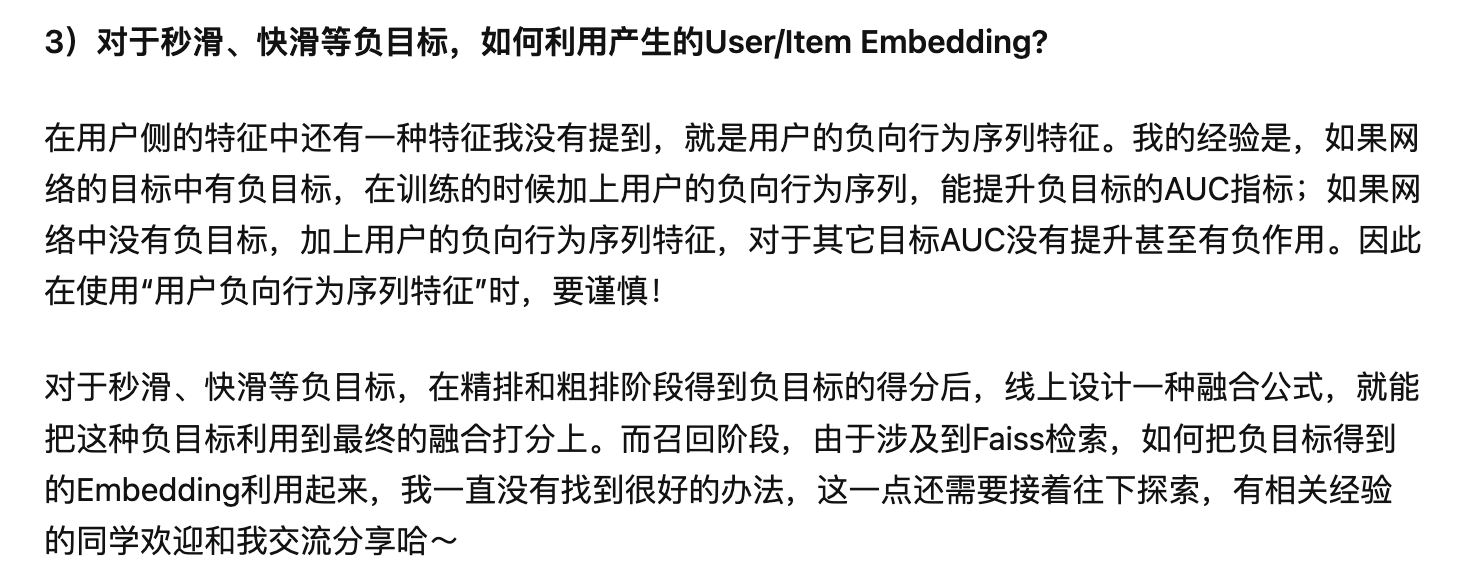 3）对于秒滑、快滑等负目标，如何利用产生的User/Item Embedding?
在用户侧的特征中还有一种特征我没有提到，就是用户的负向行为序列特征。我的经验是，如果网
络的目标中有负目标，在训练的时候加上用户的负向行为序列，能提升负目标的AUC指标；如果网
络中没有负目标，加上用户的负向行为序列特征，对于其它目标AUC没有提升甚至有负作用。因此
在使用“用户负向行为序列特征”时，要谨慎！
对于秒滑、快滑等负目标，在精排和粗排阶段得到负目标的得分后，线上设计一种融合公式，就能
把这种负目标利用到最终的融合打分上。而召回阶段，由于涉及到Faiss检索，如何把负目标得到
的Embedding利用起来，我一直没有找到很好的办法，这一点还需要接着往下探索，有相关经验
的同学欢迎和我交流分享哈～